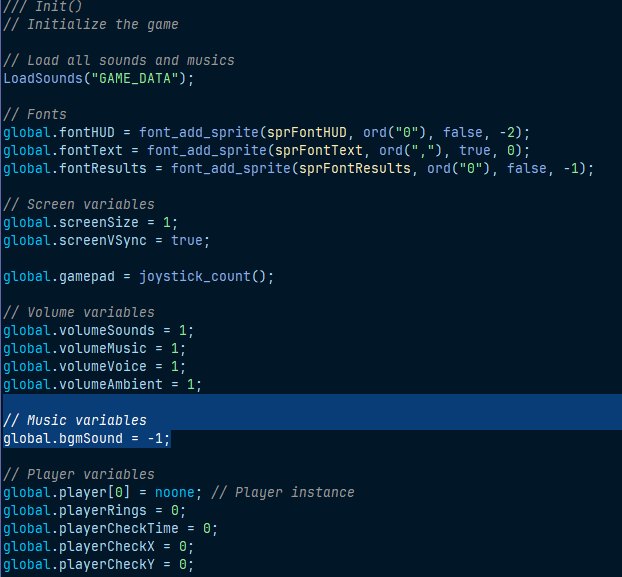 /// Init()
// Initialize the game
// Load all sounds and musics
LoadSounds("GAME_DATA");
// Fonts
global.fontHUD = font_add_sprite(sprFontHUD, ord("0"), false, -2);
global.fontText = font_add_sprite(sprFontText, ord(","), true, 0);
global.fontResults = font_add_sprite(sprFontResults, ord("0"), false, -1);
// Screen variables
global.screenSize = 1;
global.screenVSync = true;
global.gamepad = joystick_count();
// Volume variables
global.volumeSounds = 1;
global.volumeMusic = 1;
global.volumeVoice = 1;
global.volumeAmbient = 1;
// Music variables
global.bgmSound = -1;
// Player variables
global.player[0] = noone; // Player instance
global.playerRings = 0;
global.playerCheckTime = 0;
global.playerCheckX = 0;
global.playerCheckY = 0;